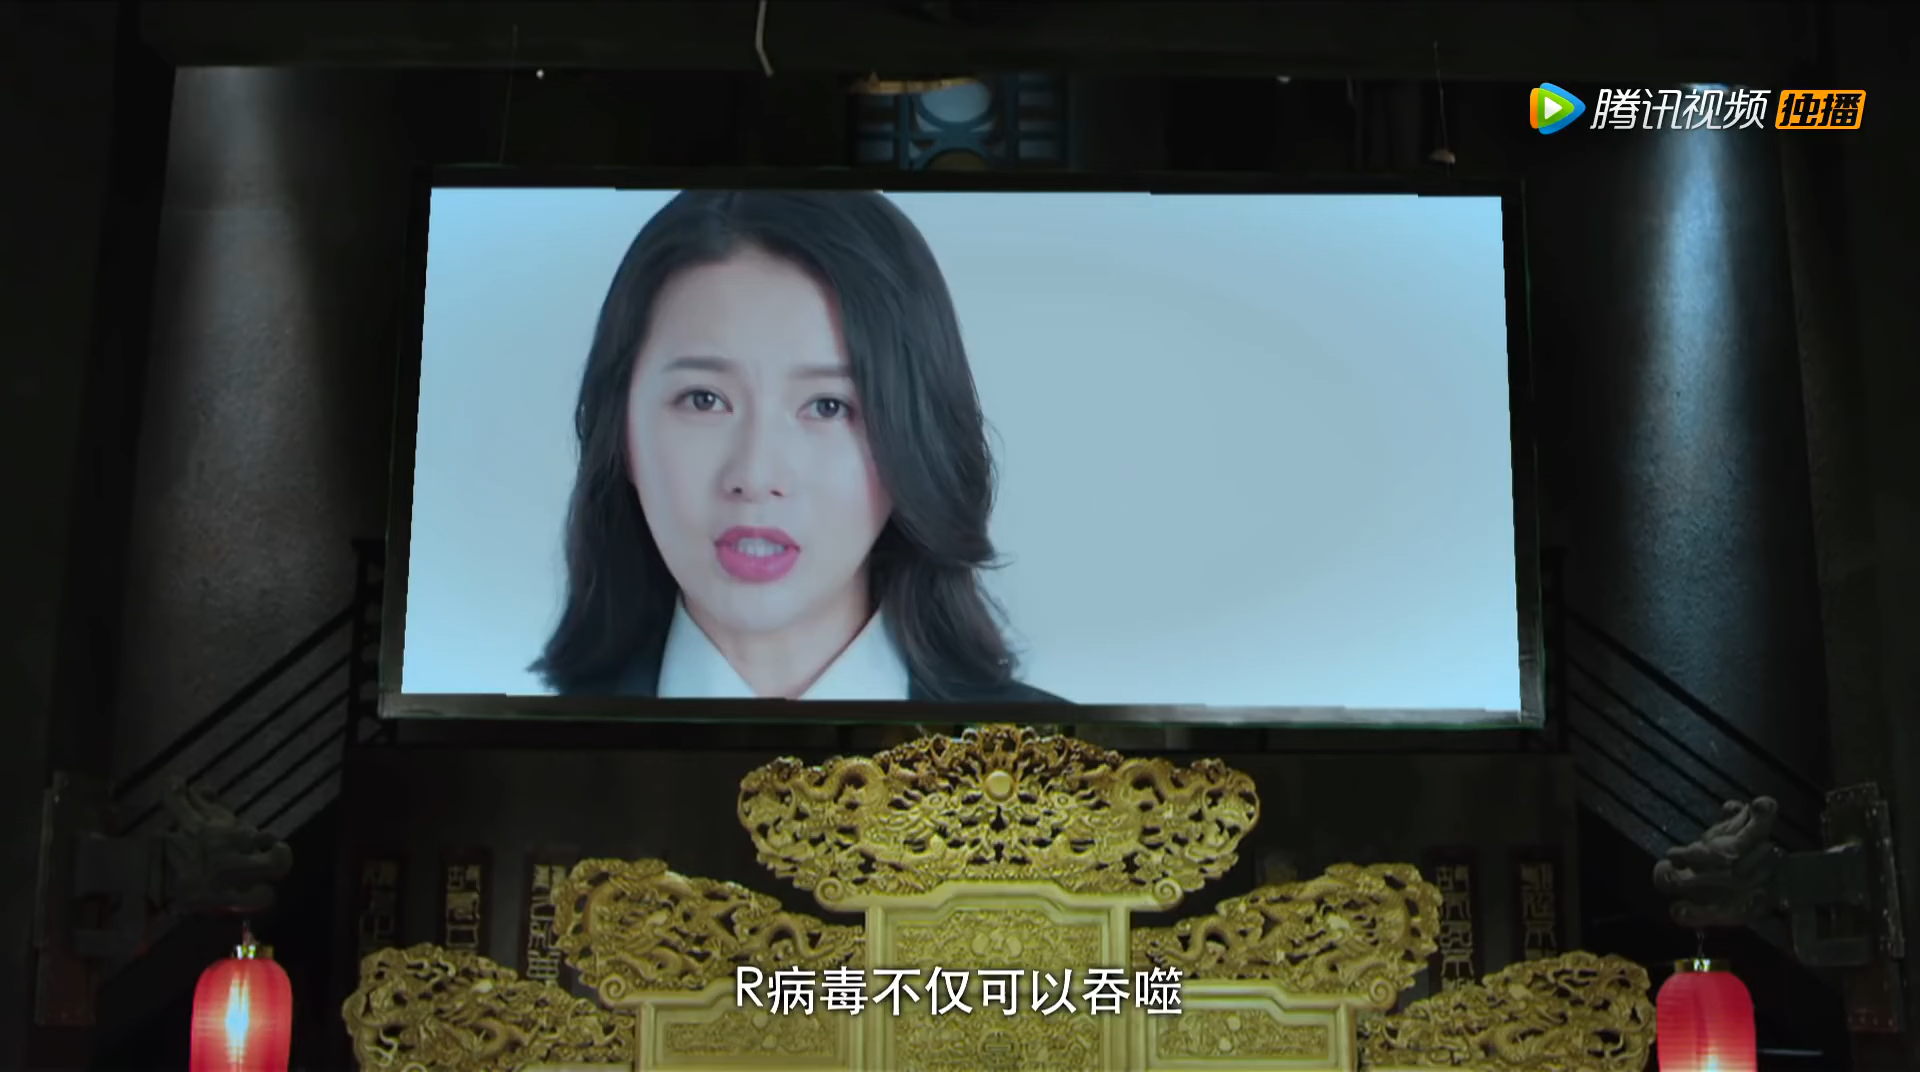 腾讯视频 独播
R病毒不仅可以吞噬